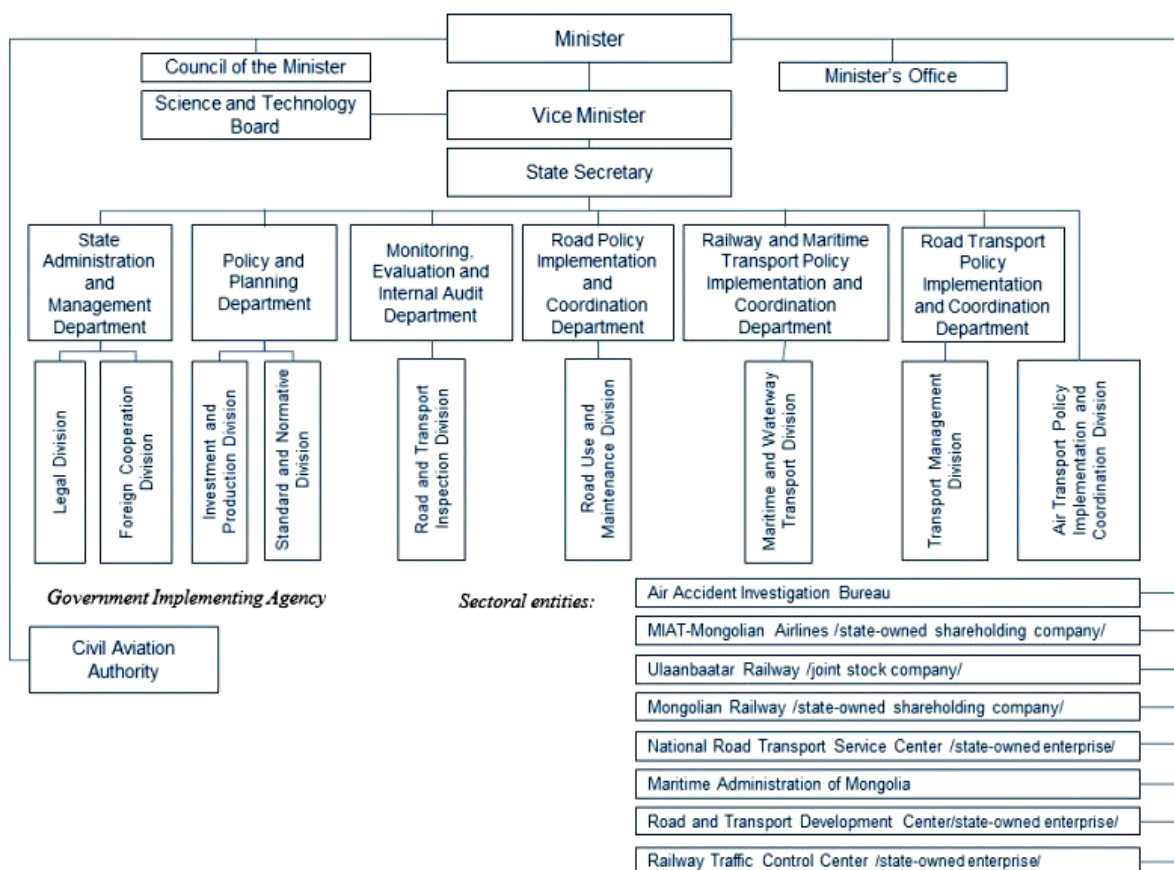 Minister
Council of the Minister
Minister's Office
Science and Technology
Board
Vice Minister
State Secretary
State
Administration
and
Management
Department
Policy and
Planning
Department
Monitoring,
Evaluation and
Internal Audit
Department
Road Policy
Implementation
and
Coordination
Department
Railway and Maritime
Transport Policy
Implementation and
Coordination
Department
Road Transport
Policy
Implementation
and Coordination
Department
Legal Division
Foreign Cooperation
Division
Investment and
Production Division
Standard and Normative
Division
Road and Transport
Inspection Division
Road Use and
Maintenance Division
Maritime and Waterway
Transport Division
Transport Management
Division
Air Transport Policy
Implementation and
Coordination Division
Government Implementing Agency
Sectoral entities:
Civil Aviation
Authority
Air Accident Investigation Bureau
MIAT-Mongolian Airlines /state-owned shareholding company/
Ulaanbaatar Railway /joint stock company/
Mongolian Railway /state-owned shareholding company/
National Road Transport Service Center /state-owned enterprise/
Maritime Administration of Mongolia
Road and Transport Development Center/state-owned enterprise/
Railway Traffic Control Center /state-owned enterprise/